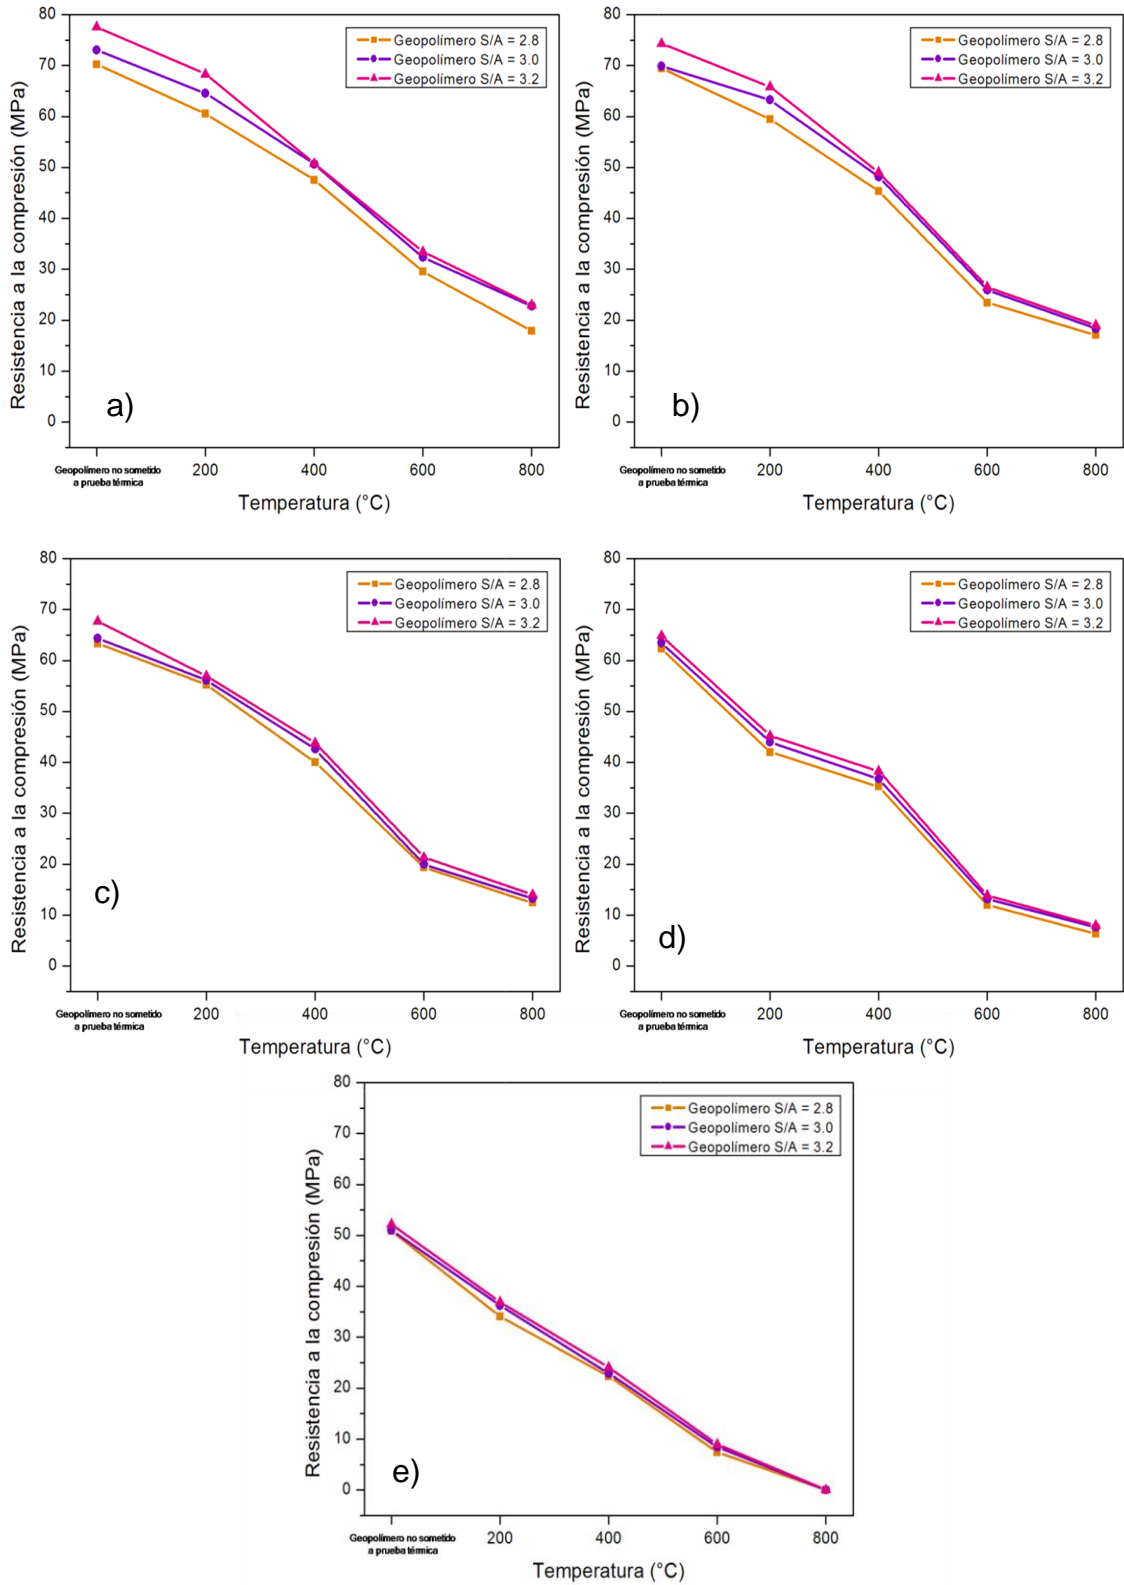 80
70
60
50
40
30
20
10
0
Resistencia a la compresión (MPa)
Geopolímero S/A = 2.8
Geopolímero S/A = 3.0
Geopolímero S/A = 3.2
a)
Geopolímero no sometido
a prueba térmica
200
400
600
800
Temperatura (°C)
80
70
60
50
40
30
20
10
0
Resistencia a la compresión (MPa)
Geopolímero S/A = 2.8
Geopolímero S/A = 3.0
Geopolímero S/A = 3.2
b)
Geopolímero no sometido
a prueba térmica
200
400
600
800
Temperatura (°C)
80
70
60
50
40
30
20
10
0
Resistencia a la compresión (MPa)
Geopolímero S/A = 2.8
Geopolímero S/A = 3.0
Geopolímero S/A = 3.2
c)
Geopolímero no sometido
a prueba térmica
200
400
600
800
Temperatura (°C)
80
70
60
50
40
30
20
10
0
Resistencia a la compresión (MPa)
Geopolímero S/A = 2.8
Geopolímero S/A = 3.0
Geopolímero S/A = 3.2
d)
Geopolímero no sometido
a prueba térmica
200
400
600
800
Temperatura (°C)
80
70
60
50
40
30
20
10
0
Resistencia a la compresión (MPa)
Geopolímero S/A = 2.8
Geopolímero S/A = 3.0
Geopolímero S/A = 3.2
e)
Geopolímero no sometido
a prueba térmica
200
400
600
800
Temperatura (°C)